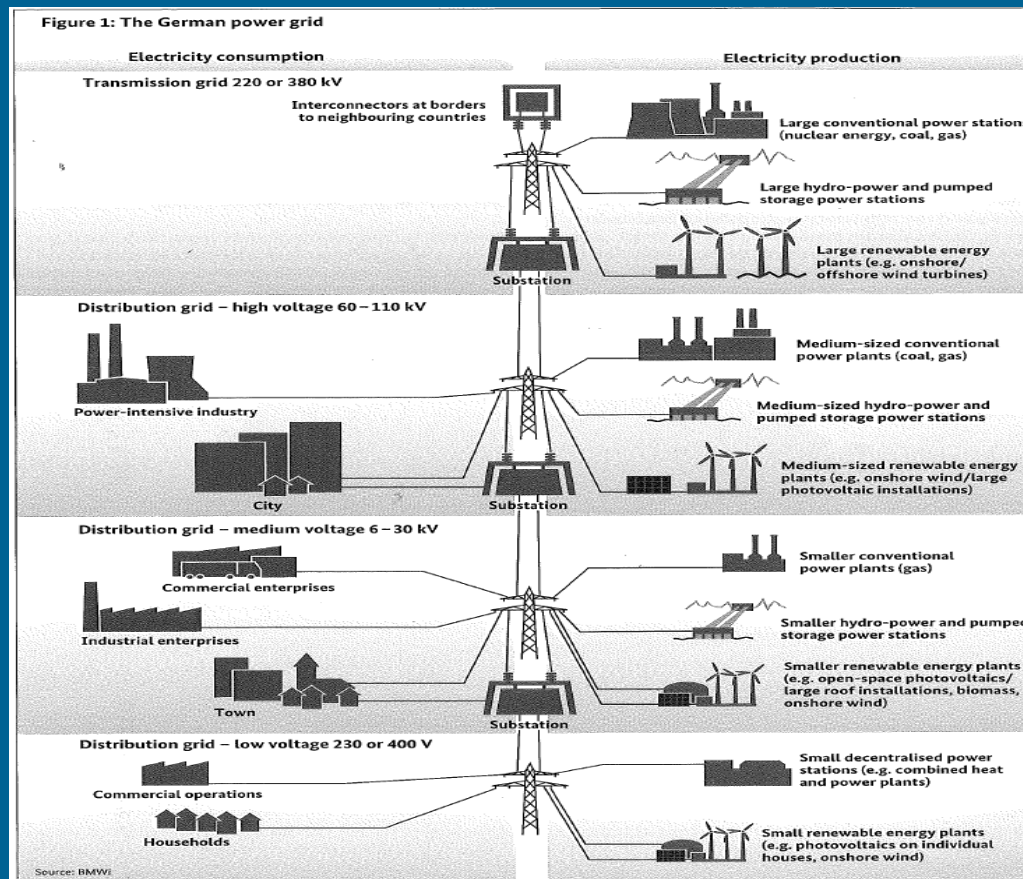 Figure 1: The German power grid
Electricity consumption
Electricity production
Transmission grid 220 or 380 kV
Interconnectors at borders
to neighbouring countries
Large conventional power stations
(nuclear energy, coal, gas)
Large hydro-power and pumped
storage power stations
Large renewable energy
plants (e.g. onshore/
offshore wind turbines)
Substation
Distribution grid – high voltage 60–110 kV
Power-intensive industry
City
Medium-sized conventional
power plants (coal, gas)
Medium-sized hydro-power and
pumped storage power stations
Medium-sized renewable energy
plants (e.g. onshore wind/large
photovoltaic installations)
Substation
Distribution grid – medium voltage 6–30 kV
Commercial enterprises
Industrial enterprises
Town
Smaller conventional
power plants (gas)
Smaller hydro-power and pumped
storage power stations
Smaller renewable energy plants
(e.g. open-space photovoltaics/
large roof installations, biomass,
onshore wind)
Substation
Distribution grid – low voltage 230 or 400 V
Commercial operations
Households
Small decentralised power
stations (e.g. combined heat
and power plants)
Small renewable energy plants
(e.g. photovoltaics on individual
houses, onshore wind)
Source: BMWi